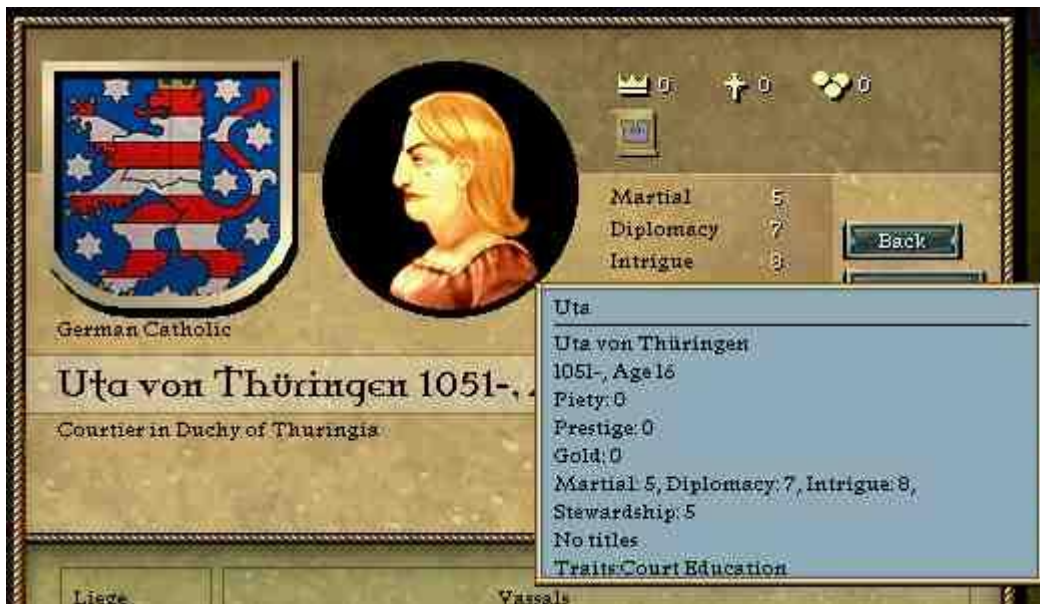 0 0 0
Martial 5
Diplomacy 7
Intrigue 8
Back
German Catholic
Uta von Thüringen 1051-,
Courtier in Duchy of Thuringia
Uta
Uta von Thüringen
1051-, Age 16
Piety: 0
Prestige: 0
Gold: 0
Martial: 5, Diplomacy: 7, Intrigue: 8,
Stewardship: 5
No titles
Traits:Court Education
Liege Vassals